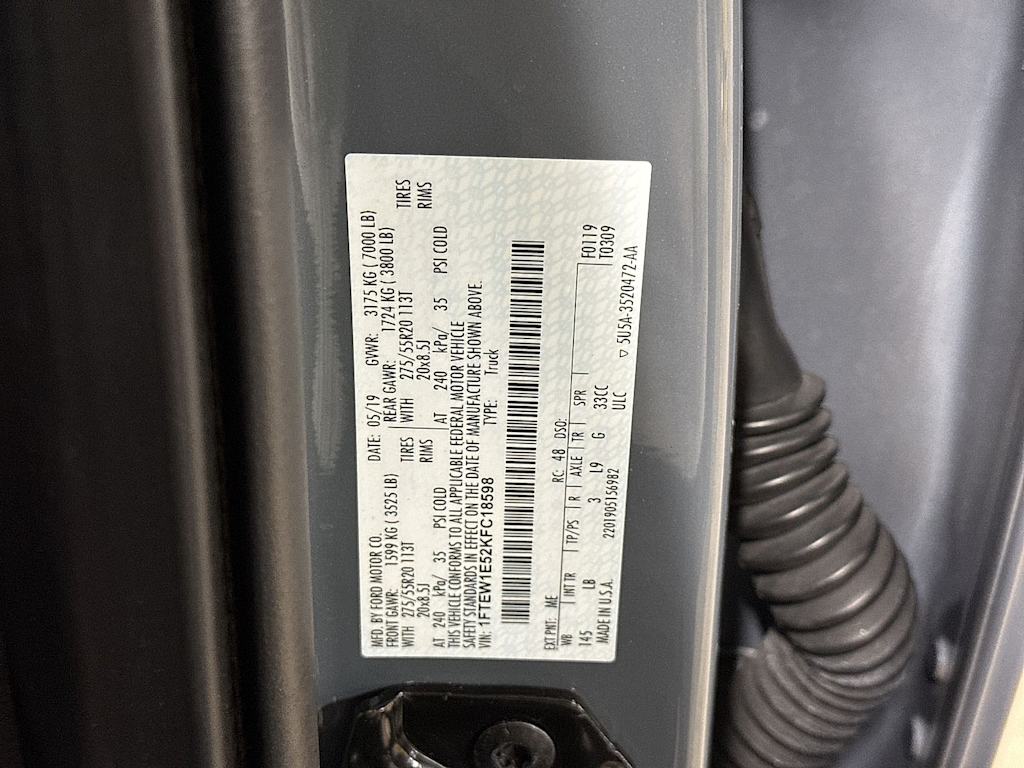 MFD. BY FORD MOTOR CO. DATE: 05/19 GVWR: 3175 KG ( 7000 LB)
FRONT GAWR: 1599 KG ( 3525 LB) REAR GAWR: 1724 KG ( 3800 LB)
WITH 275/55R20 113T TIRES WITH 275/55R20 113T TIRES
20x8.5J RIMS 20x8.5J RIMS
AT 240 kPa/ 35 PSI COLD AT 240 kPa/ 35 PSI COLD
THIS VEHICLE CONFORMS TO ALL APPLICABLE FEDERAL MOTOR VEHICLE
SAFETY STANDARDS IN EFFECT ON THE DATE OF MANUFACTURE SHOWN ABOVE.
VIN: 1FTEW1E52KFC18598 TYPE: Truck
EXT PNT: ME RC: 48 DSO:
WB INT TR TP/PS R AXLE TR SPR F0119
145 LB 3 L9 G 33CC T0309
MADE IN U.S.A. 2201905156982 ULC ▽ 5U5A-3520472-AA